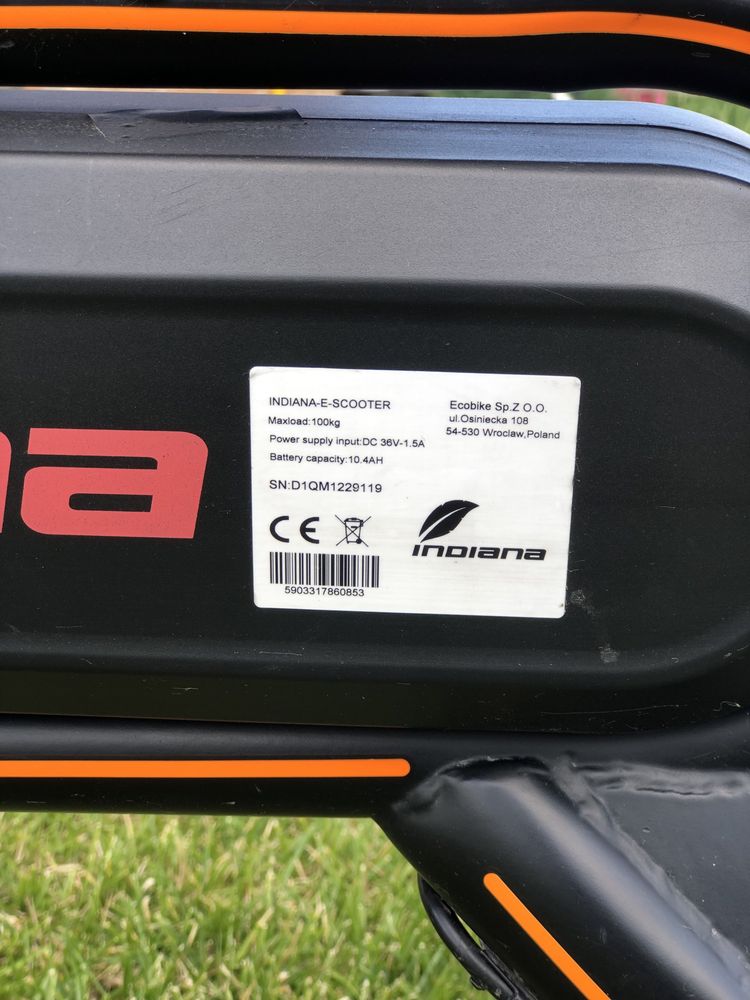 na
INDIANA-E-SCOOTER
Maxload:100kg
Power supply input:DC 36V-1.5A
Battery capacity:10.4AH
SN:D1QM1229119
Ecobike Sp.Z O.O.
ul.Osiniecka 108
54-530 Wroclaw,Poland
CE
INDIANA
5903317860853